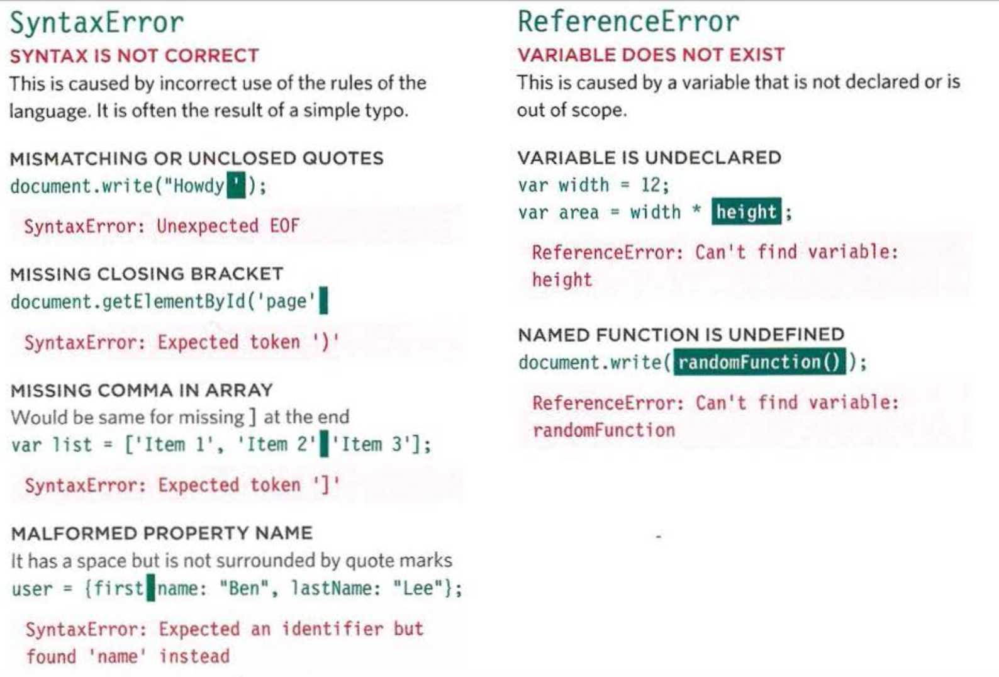 SyntaxError
SYNTAX IS NOT CORRECT
This is caused by incorrect use of the rules of the
language. It is often the result of a simple typo.
MISMATCHING OR UNCLOSED QUOTES
document.write("Howdy');
SyntaxError: Unexpected EOF
MISSING CLOSING BRACKET
document.getElementById('page'
SyntaxError: Expected token ')'
MISSING COMMA IN ARRAY
Would be same for missing ] at the end
var list = ['Item 1', 'Item 2' 'Item 3'];
SyntaxError: Expected token ']'
MALFORMED PROPERTY NAME
It has a space but is not surrounded by quote marks
user = {first name: "Ben", lastName: "Lee"};
SyntaxError: Expected an identifier but
found 'name' instead
ReferenceError
VARIABLE DOES NOT EXIST
This is caused by a variable that is not declared or is
out of scope.
VARIABLE IS UNDECLARED
var width = 12;
var area = width * height;
ReferenceError: Can't find variable:
height
NAMED FUNCTION IS UNDEFINED
document.write(randomFunction());
ReferenceError: Can't find variable:
randomFunction